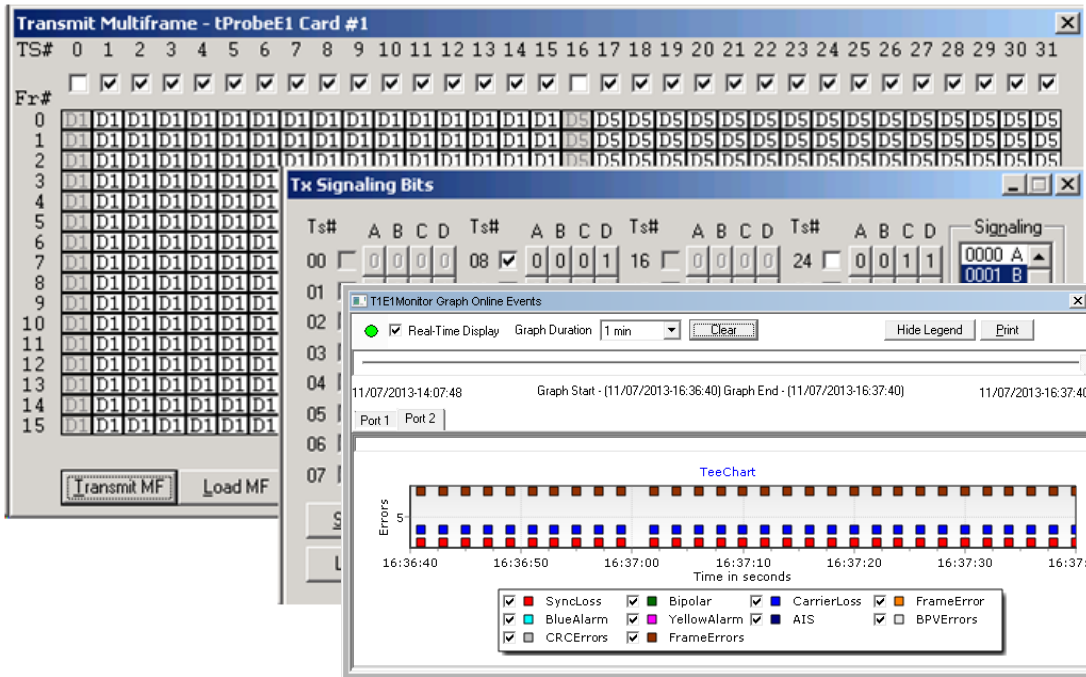 Transmit Multiframe - tProbeE1 Card #1
TS# 0 1 2 3 4 5 6 7 8 9 10 11 12 13 14 15 16 17 18 19 20 21 22 23 24 25 26 27 28 29 30 31
Fr#
0 D1 D1 D1 D1 D1 D1 D1 D1 D1 D1 D1 D1 D1 D1 D1 D1 D5 D5 D5 D5 D5 D5 D5 D5 D5 D5 D5 D5 D5 D5 D5 D5
1 D1 D1 D1 D1 D1 D1 D1 D1 D1 D1 D1 D1 D1 D1 D1 D1 D5 D5 D5 D5 D5 D5 D5 D5 D5 D5 D5 D5 D5 D5 D5 D5
2 D1 D1 D1 D1 D1 D1 D1 D1 D1 D1 D1 D1 D1 D1 D1 D1 D5 D5 D5 D5 D5 D5 D5 D5 D5 D5 D5 D5 D5 D5 D5 D5
3 D1 D1 D1 D1 D1 D1 D1
4 D1 D1 D1 D1 D1 D1 D1
5 D1 D1 D1 D1 D1 D1 D1
6 D1 D1 D1 D1 D1 D1 D1
7 D1 D1 D1 D1 D1 D1 D1
8 D1 D1 D1 D1 D1 D1 D1
9 D1 D1 D1 D1 D1 D1 D1
10 D1 D1 D1 D1 D1 D1 D1
11 D1 D1 D1 D1 D1 D1 D1
12 D1 D1 D1 D1 D1 D1 D1
13 D1 D1 D1 D1 D1 D1 D1
14 D1 D1 D1 D1 D1 D1 D1
15 D1 D1 D1 D1 D1 D1 D1
Transmit MF Load MF
Tx Signaling Bits
Ts# A B C D Ts# A B C D Ts# A B C D Ts# A B C D Signaling
00 0 0 0 0 08 0 0 0 1 16 0 0 0 0 24 0 0 1 1 0000 A
0001 B
01
02
03
04
05
06
07
S
L
T1E1Monitor Graph Online Events
Real-Time Display Graph Duration 1 min Clear Hide Legend Print
11/07/2013-14:07:48 Graph Start - (11/07/2013-16:36:40) Graph End - (11/07/2013-16:37:40) 11/07/2013-16:37:40
Port 1 Port 2
TeeChart
Errors
5
16:36:40 16:36:50 16:37:00 16:37:10 16:37:20 16:37:30 16:37:
Time in seconds
SyncLoss Bipolar CarrierLoss FrameError
BlueAlarm YellowAlarm AIS BPVErrors
CRCErrors FrameErrors